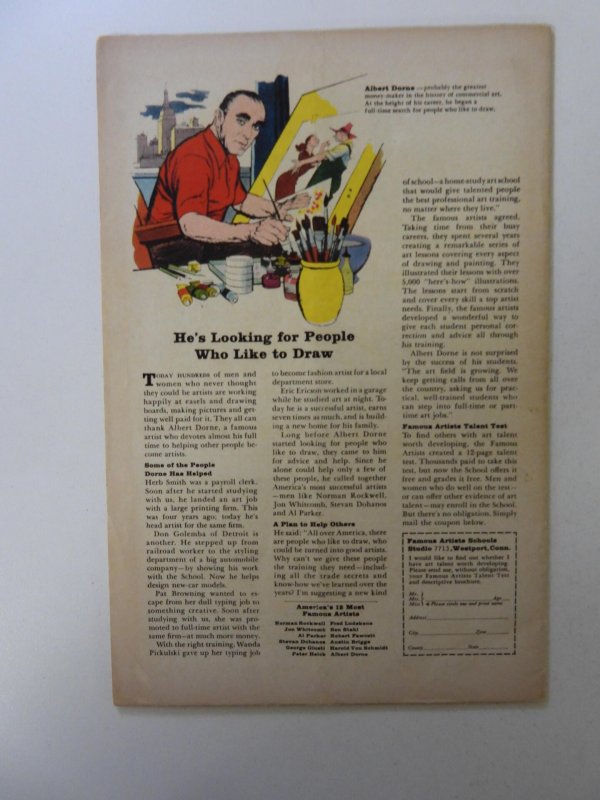 Albert Dorne — probably the greatest
money-maker in the history of commercial art.
At the height of his career, he began a
full-time search for people who like to draw.
He's Looking for People
Who Like to Draw
TODAY HUNDREDS of men and
women who never thought
they could be artists are working
happily at easels and drawing
boards, making pictures and get-
ting well paid for it. They all can
thank Albert Dorne, a famous
artist who devotes almost his full
time to helping other people be-
come artists.
Some of the People
Dorne Has Helped
Herb Smith was a payroll clerk.
Soon after he started studying
with us, he landed an art job
with a large printing firm. This
was four years ago; today he's
head artist for the same firm.
Don Golemba of Detroit is
another. He stepped up from
railroad worker to the styling
department of a big automobile
company—by showing his work
with the School. Now he helps
design new-car models.
Pat Browning wanted to es-
cape from her dull typing job to
something creative. Soon after
studying with us, she was pro-
moted to full-time artist with the
same firm—at much more money.
With the right training, Wanda
Pickulski gave up her typing job
to become fashion artist for a local
department store.
Eric Ericson worked in a garage
while he studied art at night. To-
day he is a successful artist, earns
seven times as much, and is build-
ing a new home for his family.
Long before Albert Dorne
started looking for people who
like to draw, they came to him
for advice and help. Since he
alone could help only a few of
these people, he called together
America's most successful artists
—men like Norman Rockwell,
Jon Whitcomb, Stevan Dohanos
and Al Parker.
A Plan to Help Others
He said: "All over America, there
are people who like to draw, who
could be turned into good artists.
Why can't we give these people
the training they need—includ-
ing all the trade secrets and
know-how we've learned over the
years? I'm suggesting a new kind
America's 12 Most
Famous Artists
Norman Rockwell Fred Ludekens
Jon Whitcomb Ben Stahl
Al Parker Robert Fawcett
Stevan Dohanos Austin Briggs
George Giusti Harold Von Schmidt
Peter Helck Albert Dorne
of school—a home-study art school
that would give talented people
the best professional art training,
no matter where they live."
The famous artists agreed.
Taking time from their busy
careers, they spent several years
creating a remarkable series of
art lessons covering every aspect
of drawing and painting. They
illustrated their lessons with over
5,000 "here's-how" illustrations.
The lessons start from scratch
and cover every skill a top artist
needs. Finally, the famous artists
developed a wonderful way to
give each student personal cor-
rection and advice all through
his training.
Albert Dorne is not surprised
by the success of his students.
"The art field is growing. We
keep getting calls from all over
the country, asking us for prac-
tical, well-trained students who
can step into full-time or part-
time art jobs."
Famous Artists Talent Test
To find others with art talent
worth developing, the Famous
Artists created a 12-page talent
test. Thousands paid to take this
test, but now the School offers it
free and grades it free. Men and
women who do well on the test—
or can offer other evidence of art
talent—may enroll in the School.
But there's no obligation. Simply
mail the coupon below.
Famous Artists Schools
Studio 7713, Westport, Conn.
I would like to find out whether I
have art talent worth developing.
Please send me, without obligation,
your Famous Artists Talent Test
and descriptive brochure.
Mr.
Mrs. Age
Miss Please circle one and print name
Address
City Zone
County State